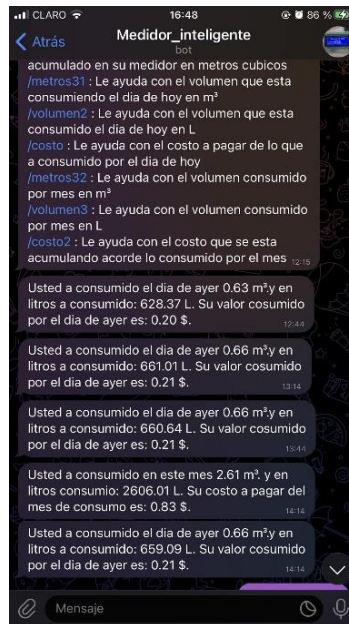 CLARO 16:48 86 %
Atrás
Medidor_inteligente
bot
acumulado en su medidor en metros cubicos
/metros31 : Le ayuda con el volumen que esta
consumiendo el dia de hoy en m³
/volumen2 : Le ayuda con el volumen que esta
consumido el dia de hoy en L
/costo : Le ayuda con el costo a pagar de lo que
a consumido por el dia de hoy
/metros32 : Le ayuda con el volumen consumido
por mes en m³
/volumen3 : Le ayuda con el volumen consumido
por mes en L
/costo2 : Le ayuda con el costo que se esta
acumulando acorde lo consumido por el mes 12:15
Usted a consumido el dia de ayer 0.63 m³.y en
litros a consumido: 628.37 L. Su valor cosumido
por el dia de ayer es: 0.20 $. 12:44
Usted a consumido el dia de ayer 0.66 m³.y en
litros a consumido: 661.01 L. Su valor cosumido
por el dia de ayer es: 0.21 $. 13:14
Usted a consumido el dia de ayer 0.66 m³.y en
litros a consumido: 660.64 L. Su valor cosumido
por el dia de ayer es: 0.21 $. 13:44
Usted a consumido en este mes 2.61 m³. y en
litros consumio: 2606.01 L. Su costo a pagar del
mes de consumo es: 0.83 $. 14:14
Usted a consumido el dia de ayer 0.66 m³.y en
litros a consumido: 659.09 L. Su valor cosumido
por el dia de ayer es: 0.21 $. 14:14
Mensaje